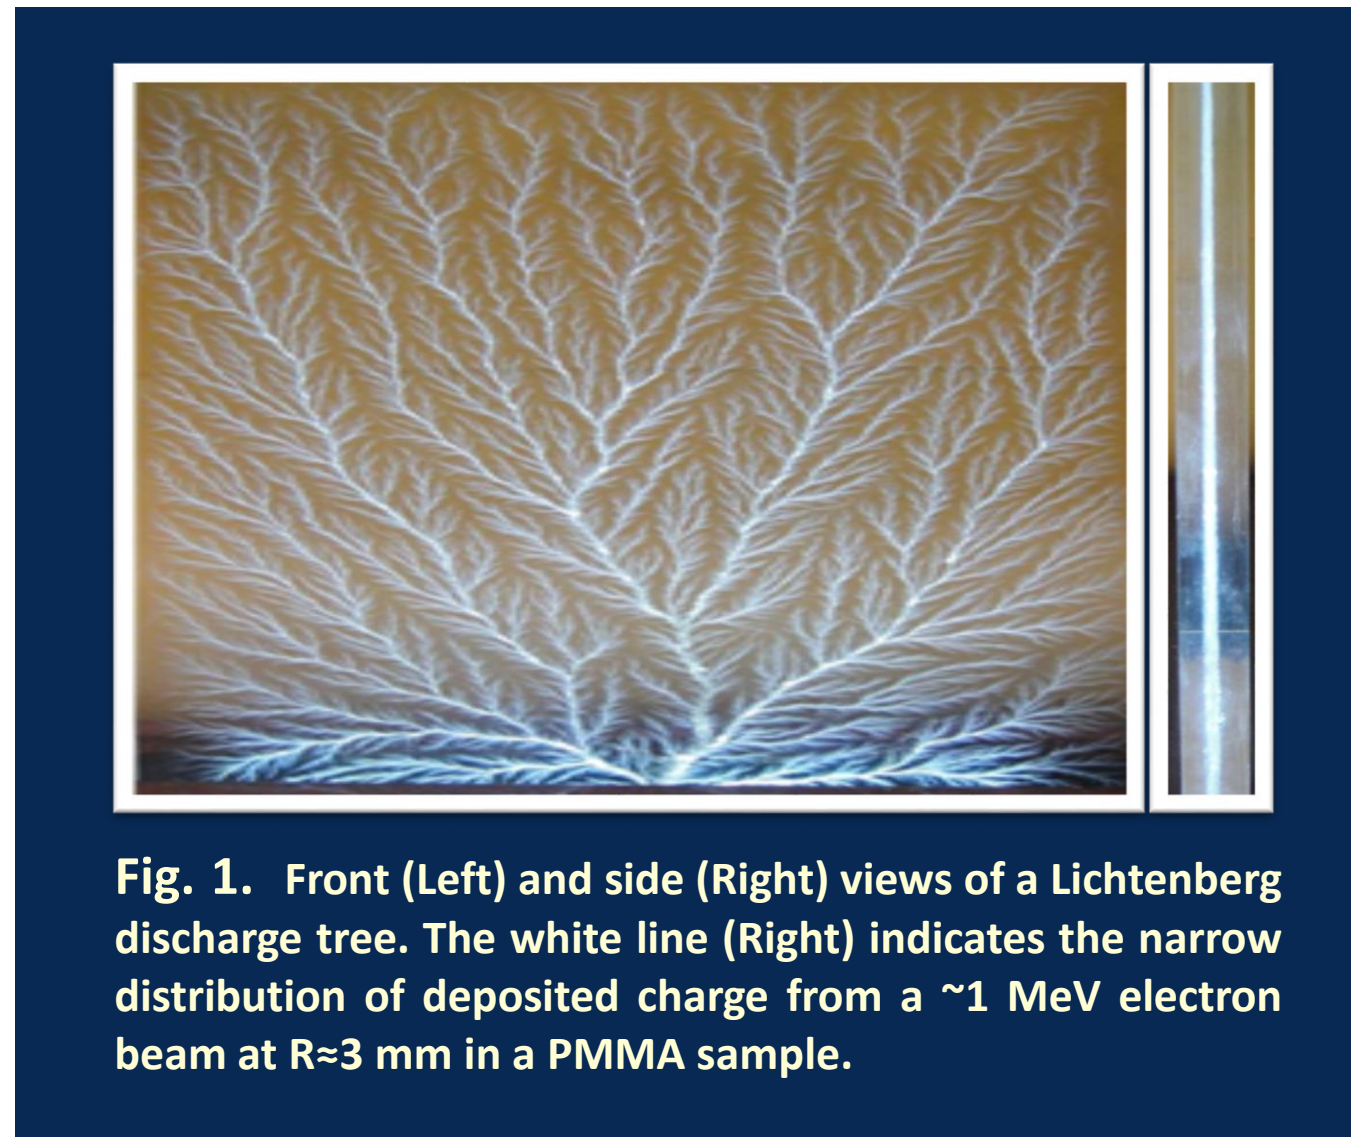 Fig. 1. Front (Left) and side (Right) views of a Lichtenberg
discharge tree. The white line (Right) indicates the narrow
distribution of deposited charge from a ~1 MeV electron
beam at R≈3 mm in a PMMA sample.